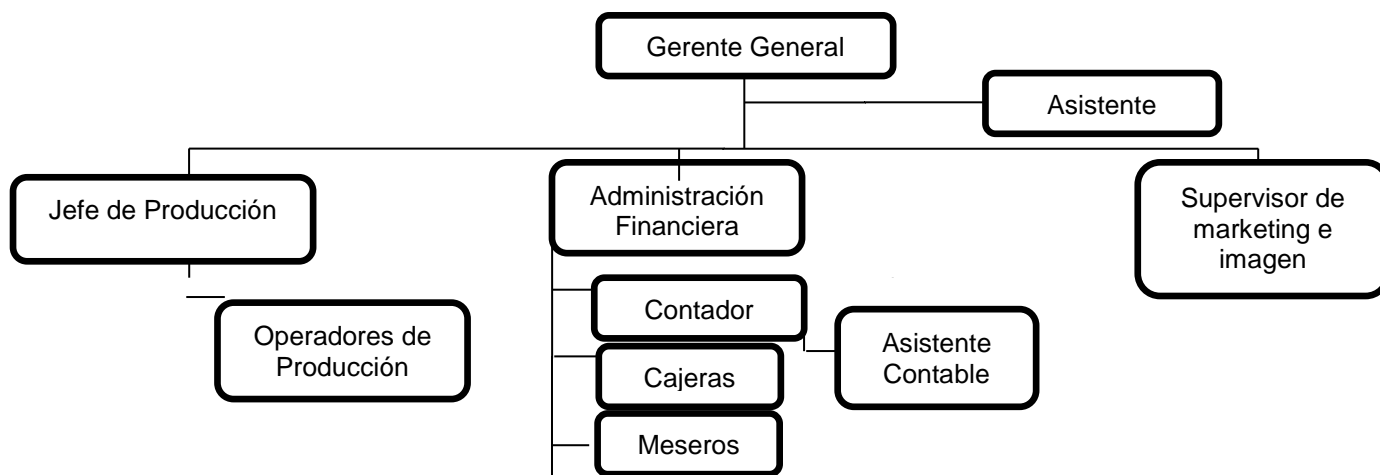 Gerente General
Asistente
Jefe de Producción
Administración
Financiera
Supervisor de
marketing e
imagen
Operadores de
Producción
Contador
Asistente
Contable
Cajeras
Meseros